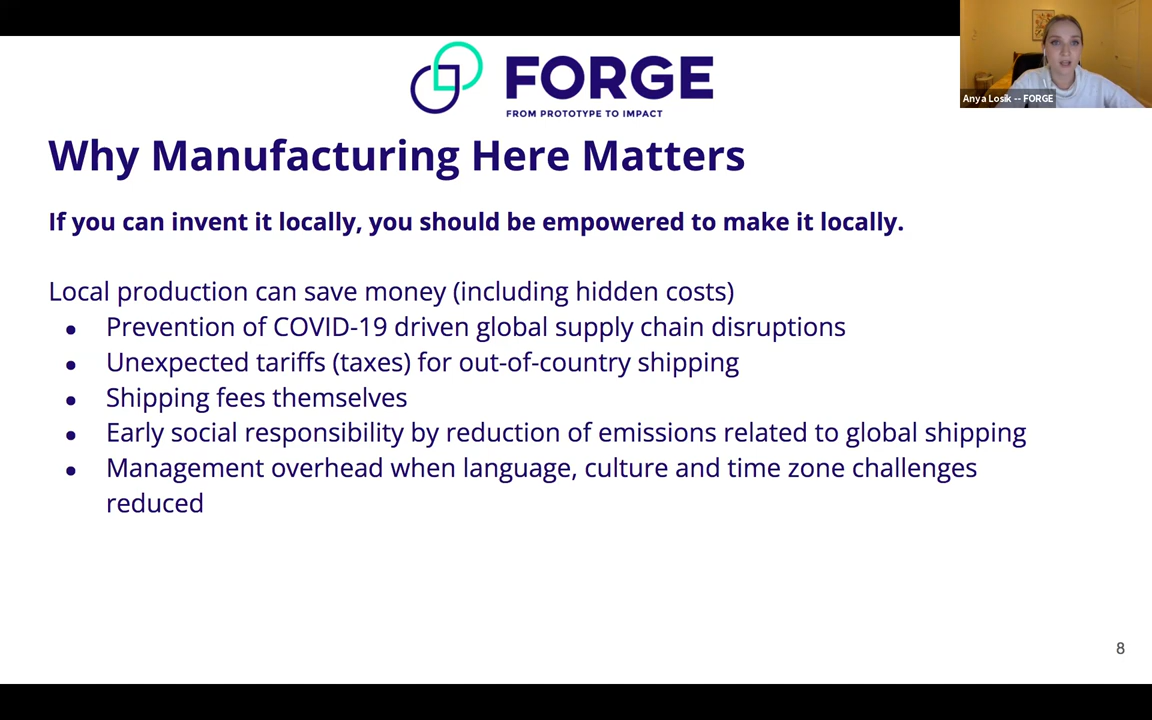 FORGE
FROM PROTOTYPE TO IMPACT
Anya Losik -- FORGE
Why Manufacturing Here Matters
If you can invent it locally, you should be empowered to make it locally.
Local production can save money (including hidden costs)
● Prevention of COVID-19 driven global supply chain disruptions
● Unexpected tariffs (taxes) for out-of-country shipping
● Shipping fees themselves
● Early social responsibility by reduction of emissions related to global shipping
● Management overhead when language, culture and time zone challenges
reduced
8